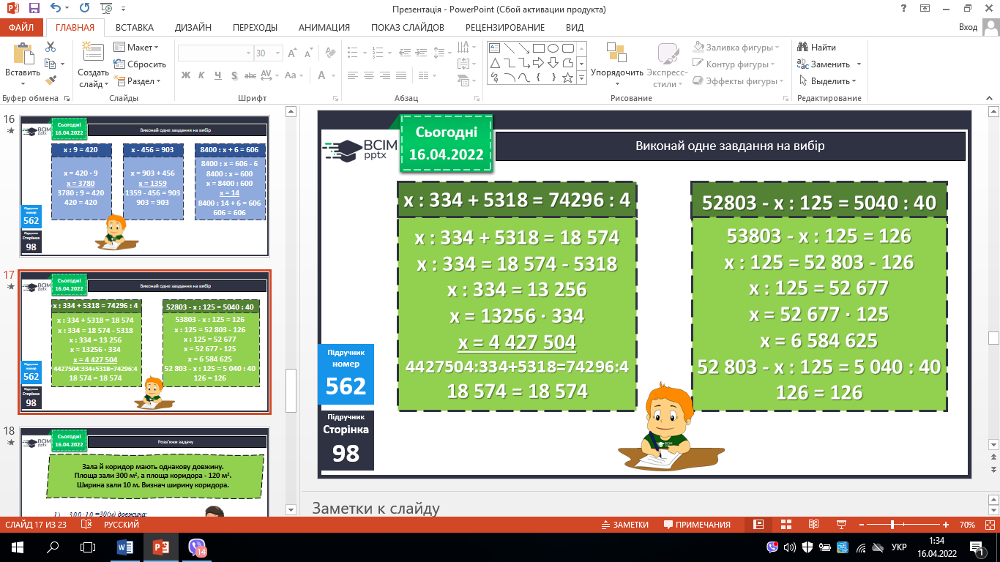 Презентація - PowerPoint (Сбой активации продукта)
ФАЙЛ ГЛАВНАЯ ВСТАВКА ДИЗАЙН ПЕРЕХОДЫ АНИМАЦИЯ ПОКАЗ СЛАЙДОВ РЕЦЕНЗИРОВАНИЕ ВИД Вход
Вставить
Буфер обмена
Создать слайд
Макет
Сбросить
Раздел
Слайды
30
Ж К Ч S abc AV Aa A
Шрифт
Абзац
Упорядочить
Экспресс-стили
Заливка фигуры
Контур фигуры
Эффекты фигуры
Рисование
Найти
Заменить
Выделить
Редактирование
16
Сьогодні
16.04.2022
Виконай одне завдання на вибір
BCIM pptx
х : 9 = 420
х = 420 · 9
х = 3780
3780 : 9 = 420
420 = 420
х - 456 = 903
х = 903 + 456
х = 1359
1359 - 456 = 903
903 = 903
8400 : х + 6 = 606
8400 : х = 606 - 6
8400 : х = 600
х = 8400 : 600
х = 14
8400 : 14 + 6 = 606
606 = 606
Підручник
номер
562
Підручник
Сторінка
98
17
Сьогодні
16.04.2022
Виконай одне завдання на вибір
BCIM pptx
х : 334 + 5318 = 74296 : 4
х : 334 + 5318 = 18 574
х : 334 = 18 574 - 5318
х : 334 = 13 256
х = 13256 · 334
х = 4 427 504
4427504:334+5318=74296:4
18 574 = 18 574
52803 - х : 125 = 5040 : 40
53803 - х : 125 = 126
х : 125 = 52 803 - 126
х : 125 = 52 677
х = 52 677 · 125
х = 6 584 625
52 803 - х : 125 = 5 040 : 40
126 = 126
Підручник
номер
562
Підручник
Сторінка
98
18
Сьогодні
16.04.2022
Розв'яжи задачу
BCIM pptx
Зала й коридор мають однакову довжину.
Площа зали 300 м², а площа коридора - 120 м².
Ширина зали 10 м. Визнач ширину коридора.
1) 300:10=30(м) довжина;
Сьогодні
16.04.2022
BCIM
pptx
Виконай одне завдання на вибір
х : 334 + 5318 = 74296 : 4
х : 334 + 5318 = 18 574
х : 334 = 18 574 - 5318
х : 334 = 13 256
х = 13256 · 334
х = 4 427 504
4427504:334+5318=74296:4
18 574 = 18 574
52803 - х : 125 = 5040 : 40
53803 - х : 125 = 126
х : 125 = 52 803 - 126
х : 125 = 52 677
х = 52 677 · 125
х = 6 584 625
52 803 - х : 125 = 5 040 : 40
126 = 126
Підручник
номер
562
Підручник
Сторінка
98
Заметки к слайду
СЛАЙД 17 ИЗ 23 РУССКИЙ ЗАМЕТКИ ПРИМЕЧАНИЯ 70%
14
УКР
1:34
16.04.2022
1